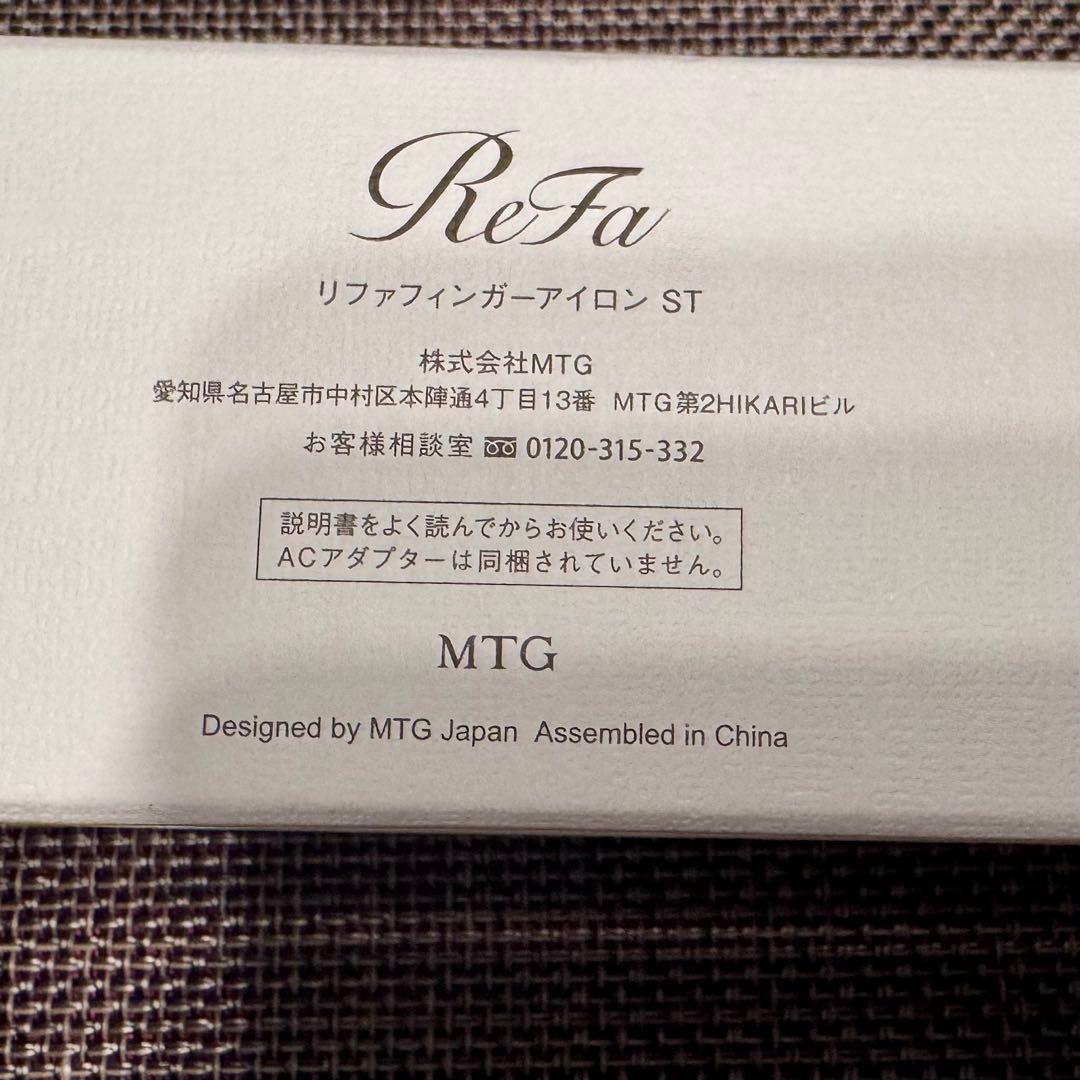 ReFa
リファフィンガーアイロン ST
株式会社MTG
愛知県名古屋市中村区本陣通4丁目13番 MTG第2HIKARIビル
お客様相談室 0120-315-332
説明書をよく読んでからお使いください。
ACアダプターは同梱されていません。
MTG
Designed by MTG Japan Assembled in China